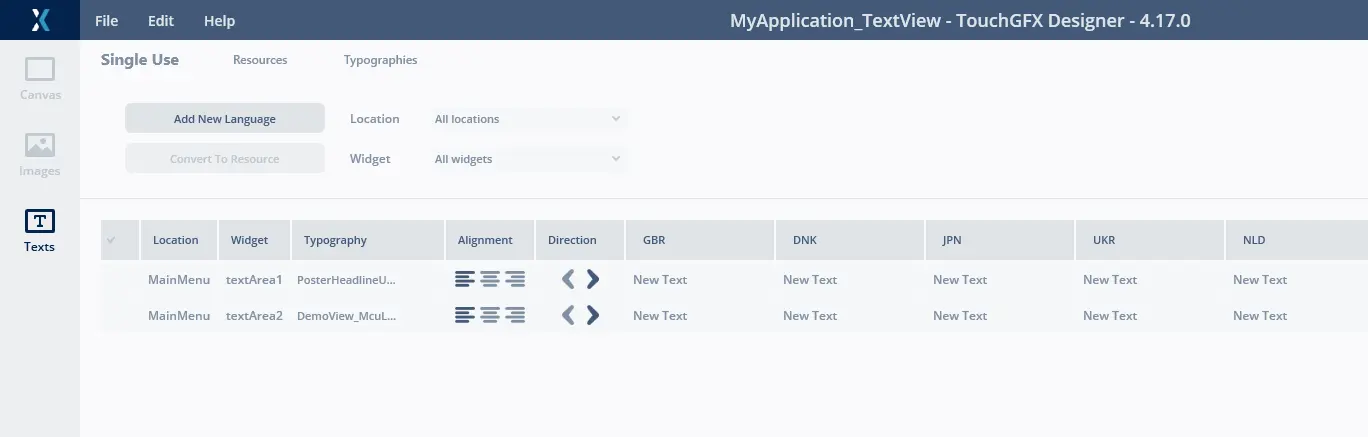 File Edit Help MyApplication_TextView - TouchGFX Designer - 4.17.0
Single Use Resources Typographies
Canvas
Add New Language Location All locations
Convert To Resource Widget All widgets
Images
Texts
Location Widget Typography Alignment Direction GBR DNK JPN UKR NLD
MainMenu textArea1 PosterHeadlineU... New Text New Text New Text New Text New Text
MainMenu textArea2 DemoView_McuL... New Text New Text New Text New Text New Text